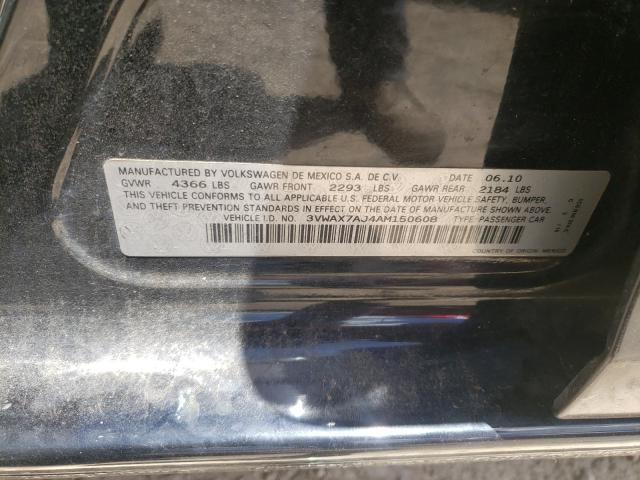 MANUFACTURED BY VOLKSWAGEN DE MEXICO S.A. DE C.V. DATE 06.10
GVWR 4366 LBS GAWR FRONT 2293 LBS GAWR REAR 2184 LBS
THIS VEHICLE CONFORMS TO ALL APPLICABLE U.S. FEDERAL MOTOR VEHICLE SAFETY, BUMPER,
AND THEFT PREVENTION STANDARDS IN EFFECT ON THE DATE OF MANUFACTURE SHOWN ABOVE.
VEHICLE I.D. NO. 3VWAX7AJ4AM150608 TYPE: PASSENGER CAR
COUNTRY OF ORIGIN: MEXICO